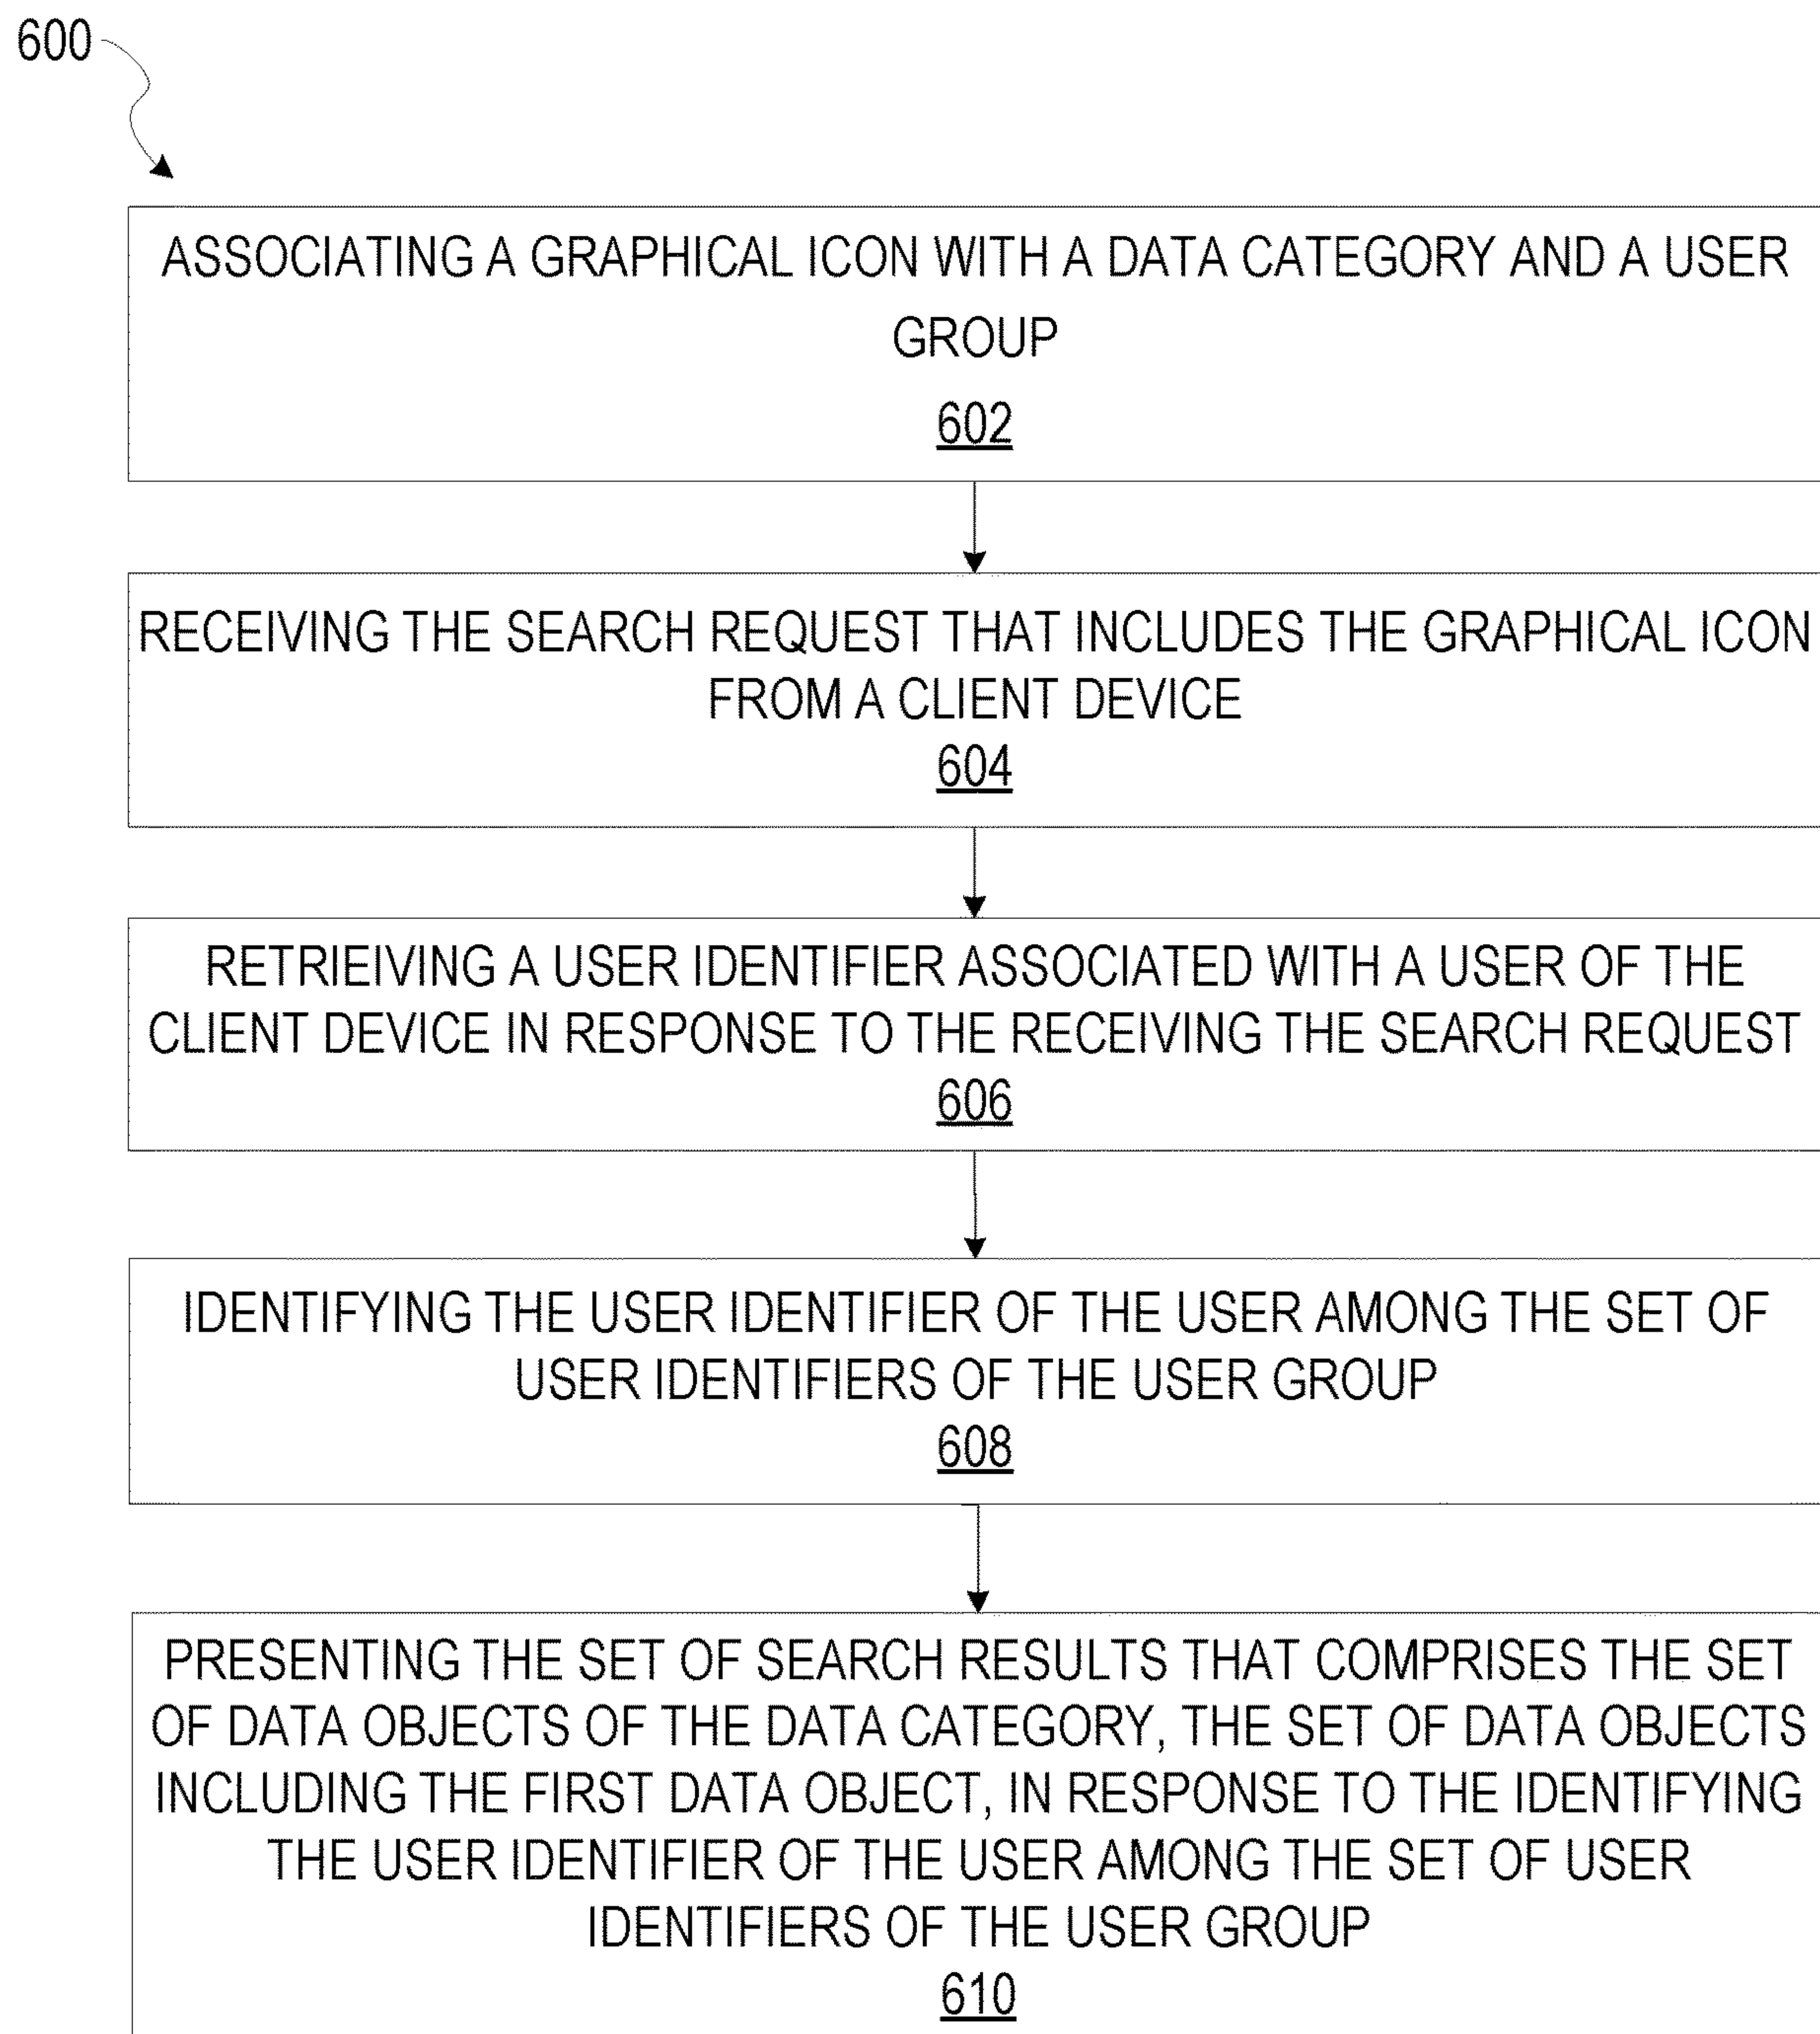 600
ASSOCIATING A GRAPHICAL ICON WITH A DATA CATEGORY AND A USER
GROUP
602
RECEIVING THE SEARCH REQUEST THAT INCLUDES THE GRAPHICAL ICON
FROM A CLIENT DEVICE
604
RETRIEIVING A USER IDENTIFIER ASSOCIATED WITH A USER OF THE
CLIENT DEVICE IN RESPONSE TO THE RECEIVING THE SEARCH REQUEST
606
IDENTIFYING THE USER IDENTIFIER OF THE USER AMONG THE SET OF
USER IDENTIFIERS OF THE USER GROUP
608
PRESENTING THE SET OF SEARCH RESULTS THAT COMPRISES THE SET
OF DATA OBJECTS OF THE DATA CATEGORY, THE SET OF DATA OBJECTS
INCLUDING THE FIRST DATA OBJECT, IN RESPONSE TO THE IDENTIFYING
THE USER IDENTIFIER OF THE USER AMONG THE SET OF USER
IDENTIFIERS OF THE USER GROUP
610